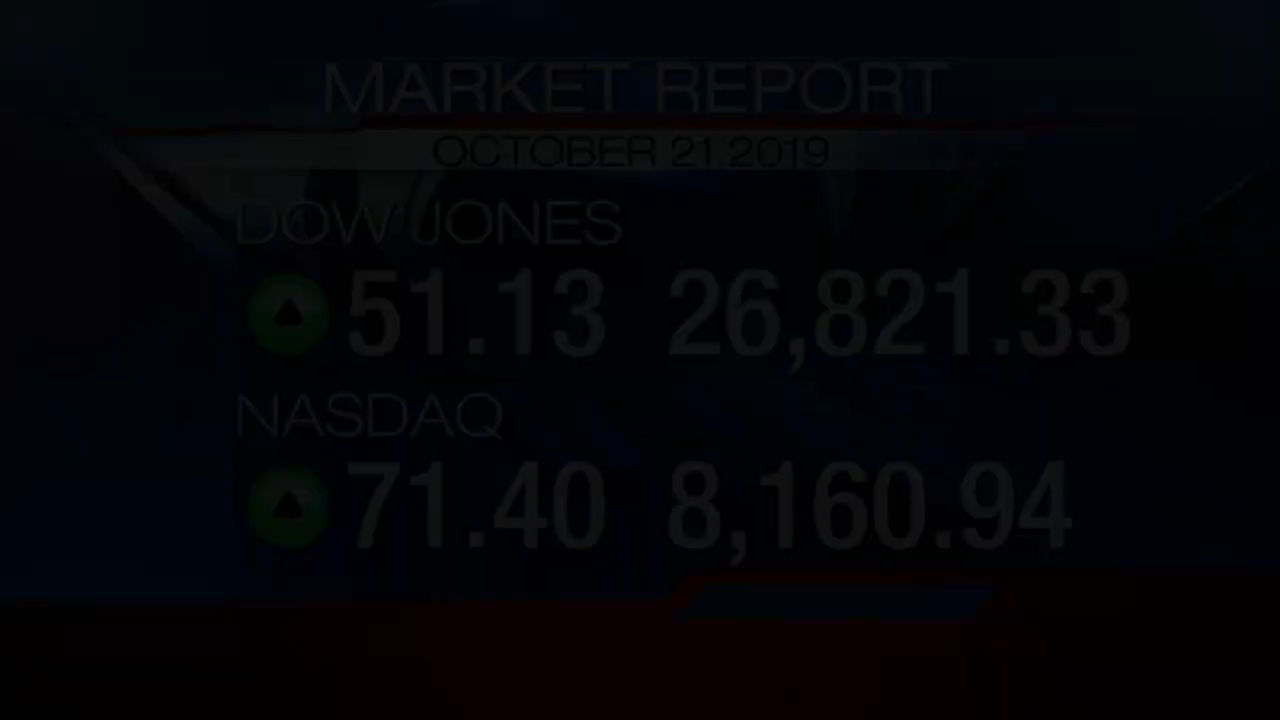 MARKET REPORT
OCTOBER 21.2019
DOW JONES
51.13 26,821.33
NASDAQ
71.40 8,160.94